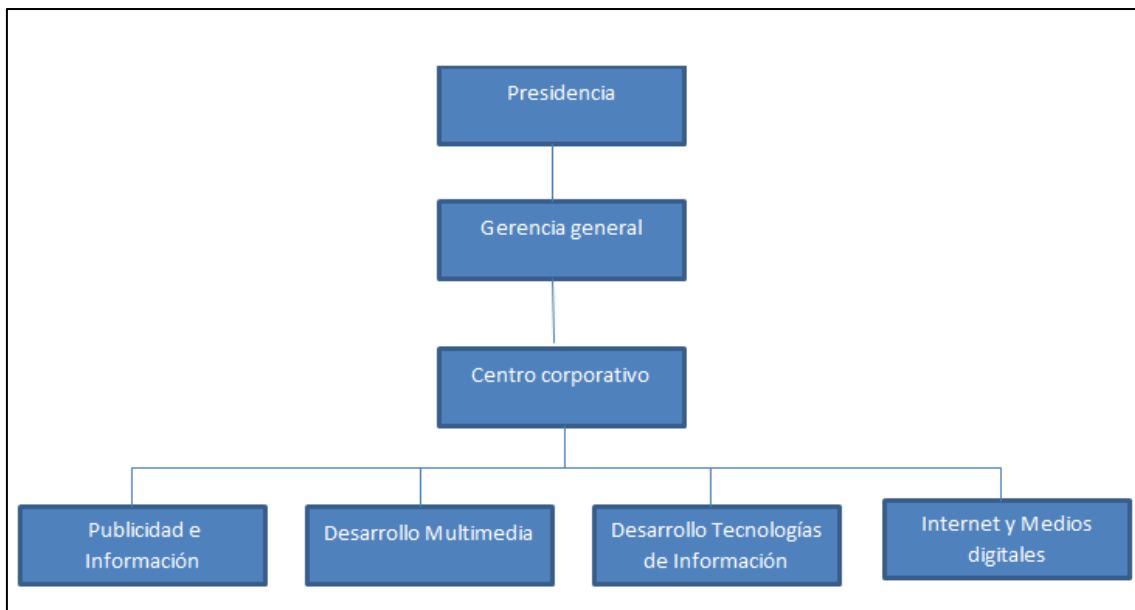 Presidencia
Gerencia general
Centro corporativo
Publicidad e
Información
Desarrollo Multimedia
Desarrollo Tecnologías
de Información
Internet y Medios
digitales